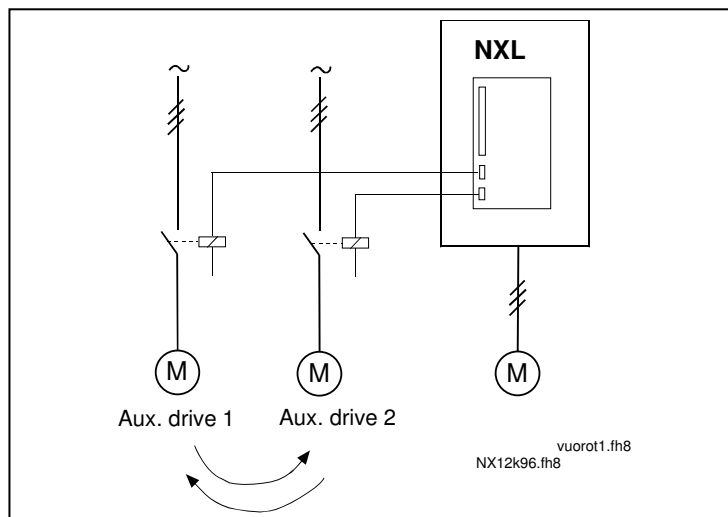 NXL
M
M
M
Aux. drive 1
Aux. drive 2
vuorot1.fh8
NX12k96.fh8